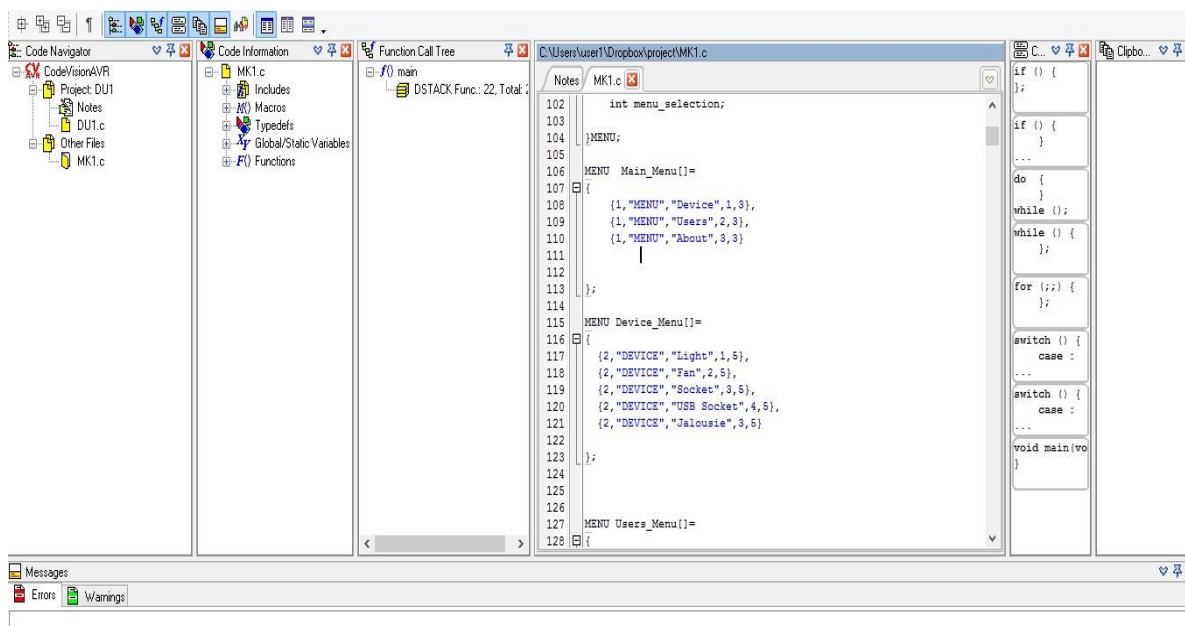 Code Navigator
CodeVisionAVR
Project: DU1
Notes
DU1.c
Other Files
MK1.c
Code Information
MK1.c
Includes
Macros
Typedefs
Global/Static Variables
Functions
Function Call Tree
main
DSTACK Func.: 22, Total:
C:\Users\user1\Dropbox\project\MK1.c
Notes MK1.c
102 int menu_selection;
103
104 }MENU;
105
106 MENU Main_Menu[]=
107 {
108 {1,"MENU","Device",1,3},
109 {1,"MENU","Users",2,3},
110 {1,"MENU","About",3,3}
111
112
113 };
114
115 MENU Device_Menu[]=
116 {
117 {2,"DEVICE","Light",1,5},
118 {2,"DEVICE","Fan",2,5},
119 {2,"DEVICE","Socket",3,5},
120 {2,"DEVICE","USB Socket",4,5},
121 {2,"DEVICE","Jalousie",3,5}
122
123 };
124
125
126
127 MENU Users_Menu[]=
128 {
C...
if () {
};
if () {
}
...
do {
}
while ();
while () {
};
for (;;) {
};
switch () {
case :
...
switch () {
case :
...
void main(vo
}
Clipbo...
Messages
Errors Warnings